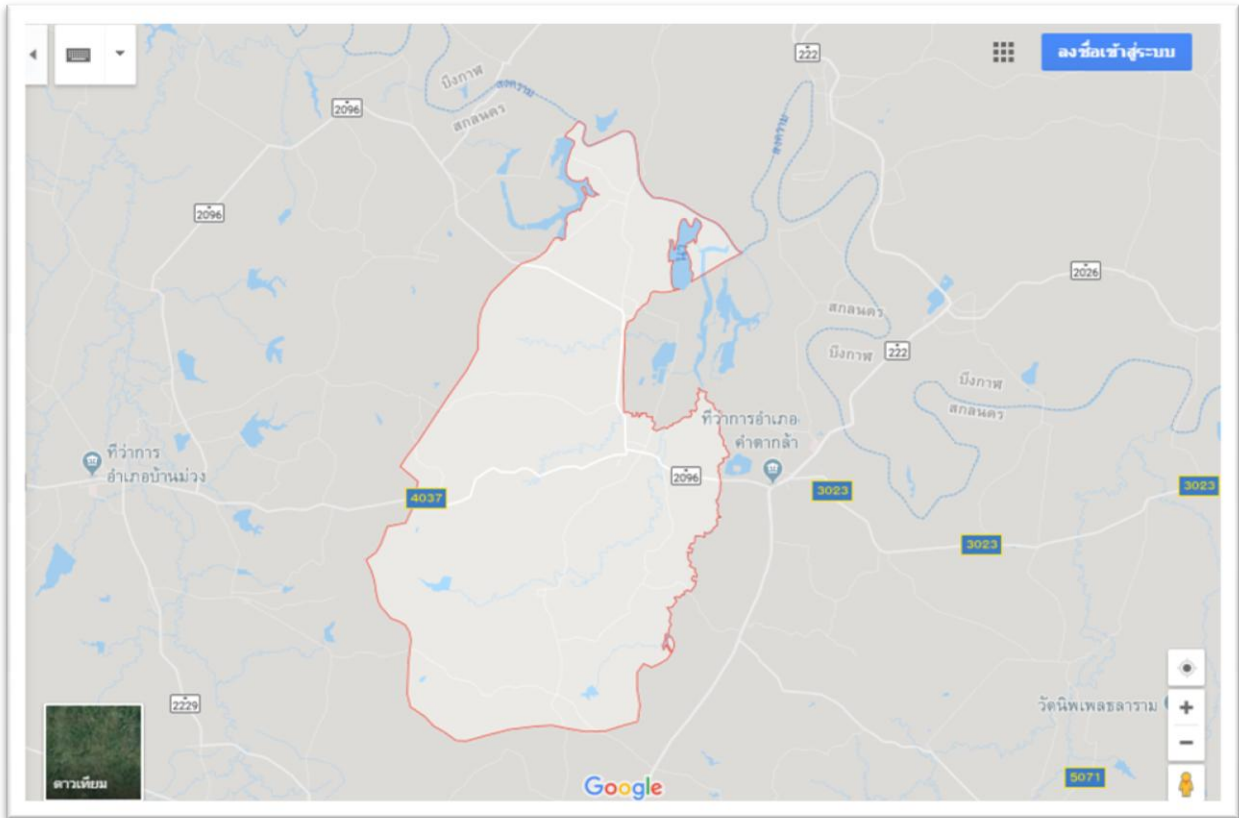 222
ลงชื่อเข้าสู่ระบบ
บึงกาฬ
สงคราม
2096
สกลนคร
สงคราม
2096
2026
สกลนคร
บึงกาฬ
222
บึงกาฬ
สกลนคร
ที่ว่าการอำเภอ
คำตากล้า
ที่ว่าการ
อำเภอบ้านม่วง
2096
4037
3023
3023
3023
2229
วัดนิพเพลธลาราม
ดาวเทียม
Google
5071